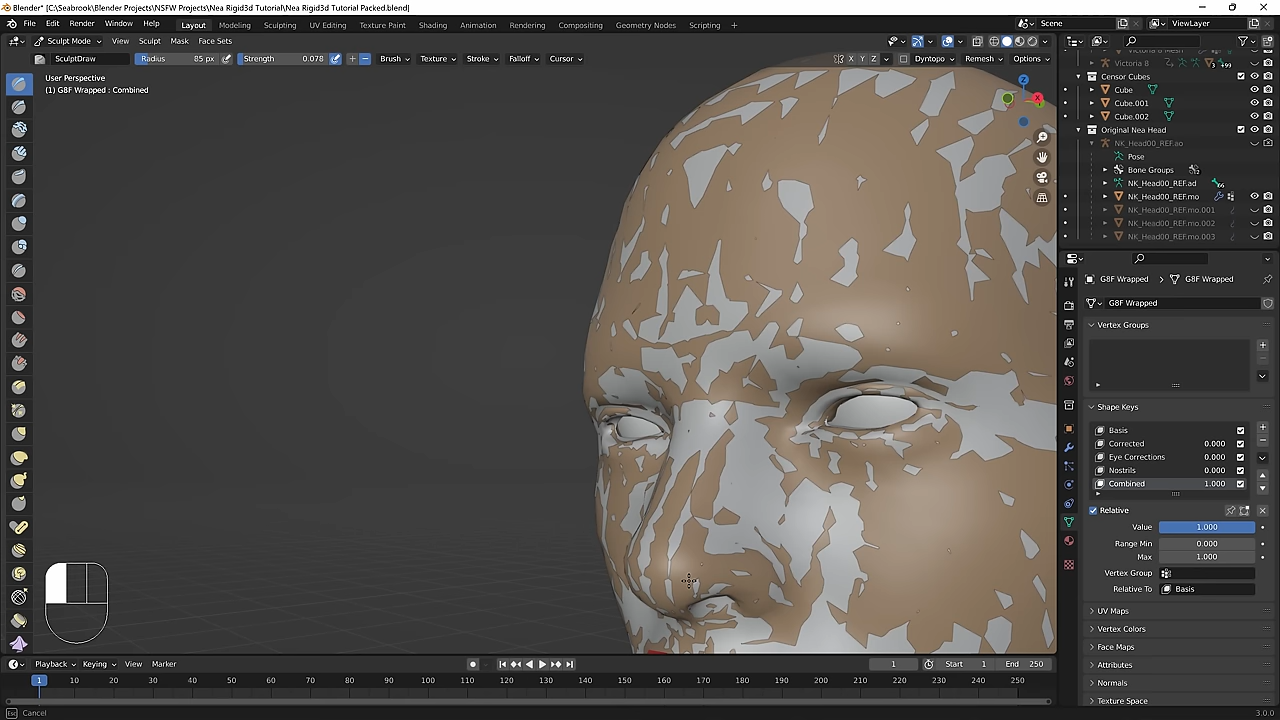 Blender* [C:\Seabrook\Blender Projects\NSFW Projects\Nea Rigid3d Tutorial\Nea Rigid3d Tutorial Packed.blend]
File Edit Render Window Help Layout Modeling Sculpting UV Editing Texture Paint Shading Animation Rendering Compositing Geometry Nodes Scripting + Scene ViewLayer
Sculpt Mode View Sculpt Mask Face Sets Options
SculptDraw Radius 85 px Strength 0.078 Brush Texture Stroke Falloff Cursor X Y Z Dyntopo Remesh Options
User Perspective
(1) G8F Wrapped : Combined
Z
X
Victoria 8
Censor Cubes
Cube
Cube.001
Cube.002
Original Nea Head
NK_Head00_REF.ao
Pose
Bone Groups
NK_Head00_REF.ad
NK_Head00_REF.mo
NK_Head00_REF.mo.001
NK_Head00_REF.mo.002
NK_Head00_REF.mo.003
G8F Wrapped > G8F Wrapped
G8F Wrapped
Vertex Groups
Shape Keys
Basis
Corrected 0.000
Eye Corrections 0.000
Nostrils 0.000
Combined 1.000
Relative
Value 1.000
Range Min 0.000
Max 1.000
Vertex Group
Relative To Basis
UV Maps
Vertex Colors
Face Maps
Attributes
Normals
Texture Space
Playback Keying View Marker 1 Start 1 End 250
1 10 20 30 40 50 60 70 80 90 100 110 120 130 140 150 160 170 180 190 200 210 220 230 240 250
Esc Cancel 3.0.0